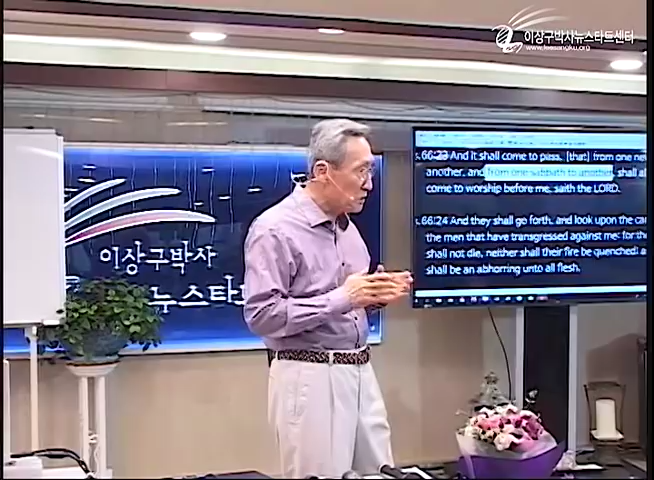 이상구박사뉴스타트센터
www.leesangku.org
이상구박사
뉴스타트
66:23 And it shall come to pass, [that] from one new
another, and from one sabbath to another, shall al
come to worship before me, saith the LORD.
66:24 And they shall go forth, and look upon the car
the men that have transgressed against me: for the
shall not die, neither shall their fire be quenched; a
shall be an abhorring unto all flesh.